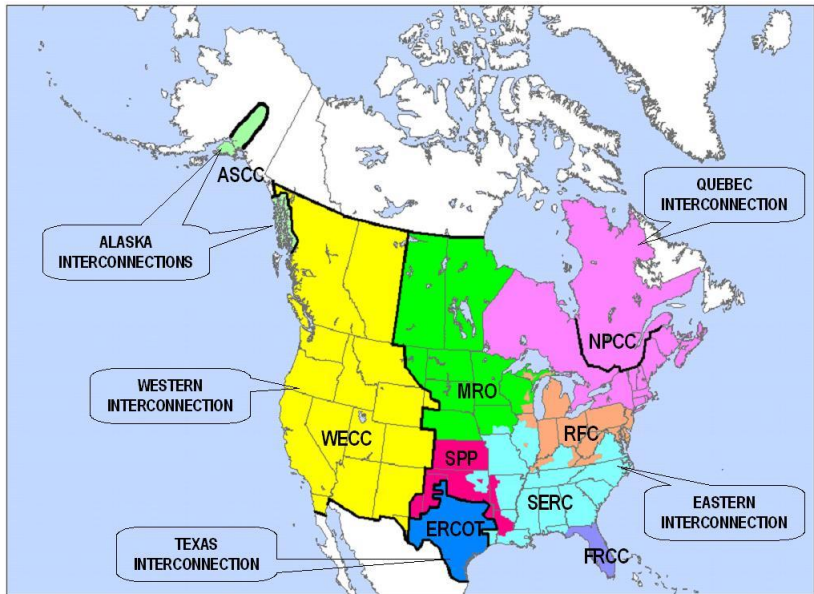 ASCC
QUEBEC
INTERCONNECTION
ALASKA
INTERCONNECTIONS
NPCC
WESTERN
INTERCONNECTION
MRO
WECC
RFC
SPP
SERC
EASTERN
INTERCONNECTION
ERCOT
TEXAS
INTERCONNECTION
FRCC